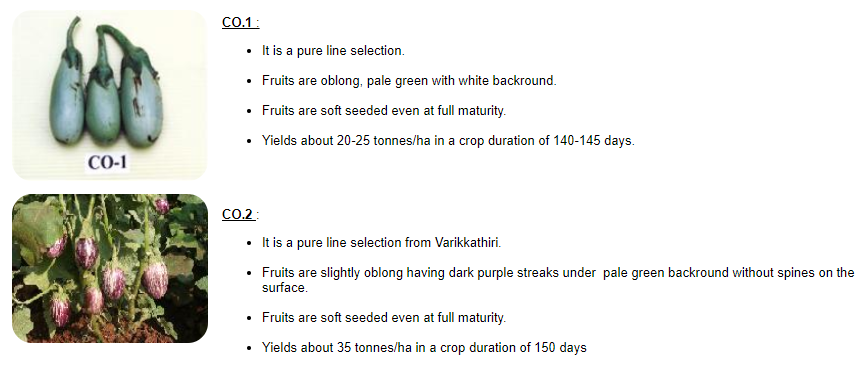 CO.1 :
It is a pure line selection.
Fruits are oblong, pale green with white backround.
Fruits are soft seeded even at full maturity.
Yields about 20-25 tonnes/ha in a crop duration of 140-145 days.
CO-1
CO.2 :
It is a pure line selection from Varikkathiri.
Fruits are slightly oblong having dark purple streaks under  pale green backround without spines on the
surface.
Fruits are soft seeded even at full maturity.
Yields about 35 tonnes/ha in a crop duration of 150 days